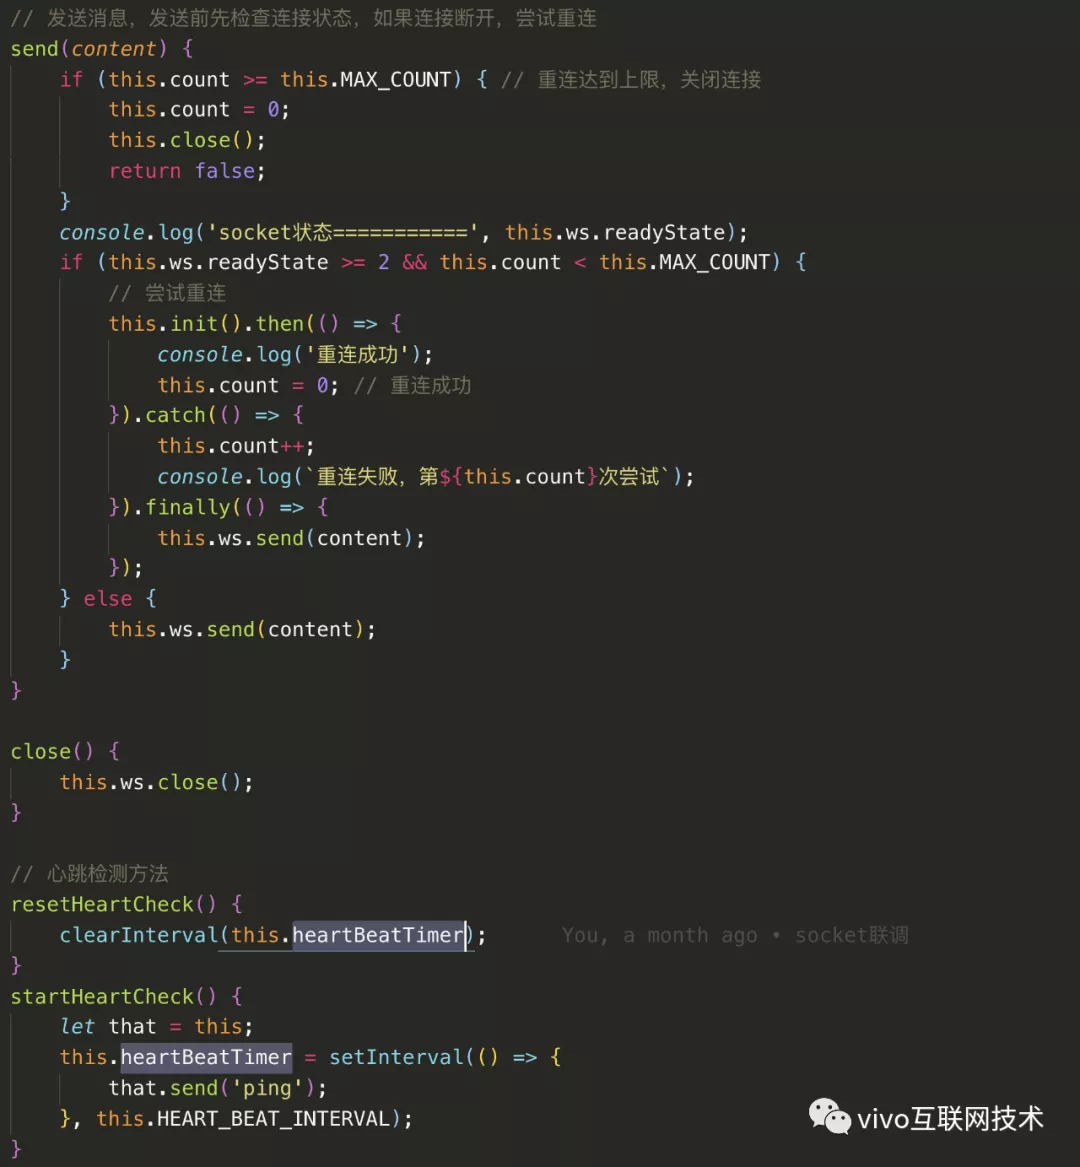 // 发送消息，发送前先检查连接状态，如果连接断开，尝试重连
send(content) {
    if (this.count >= this.MAX_COUNT) { // 重连达到上限，关闭连接
        this.count = 0;
        this.close();
        return false;
    }
    console.log('socket状态===========', this.ws.readyState);
    if (this.ws.readyState >= 2 && this.count < this.MAX_COUNT) {
        // 尝试重连
        this.init().then(() => {
            console.log('重连成功');
            this.count = 0; // 重连成功
        }).catch(() => {
            this.count++;
            console.log(`重连失败，第${this.count}次尝试`);
        }).finally(() => {
            this.ws.send(content);
        });
    } else {
        this.ws.send(content);
    }
}

close() {
    this.ws.close();
}

// 心跳检测方法
resetHeartCheck() {
    clearInterval(this.heartBeatTimer);      You, a month ago • socket联调
}
startHeartCheck() {
    let that = this;
    this.heartBeatTimer = setInterval(() => {
        that.send('ping');
    }, this.HEART_BEAT_INTERVAL);
}
vivo互联网技术